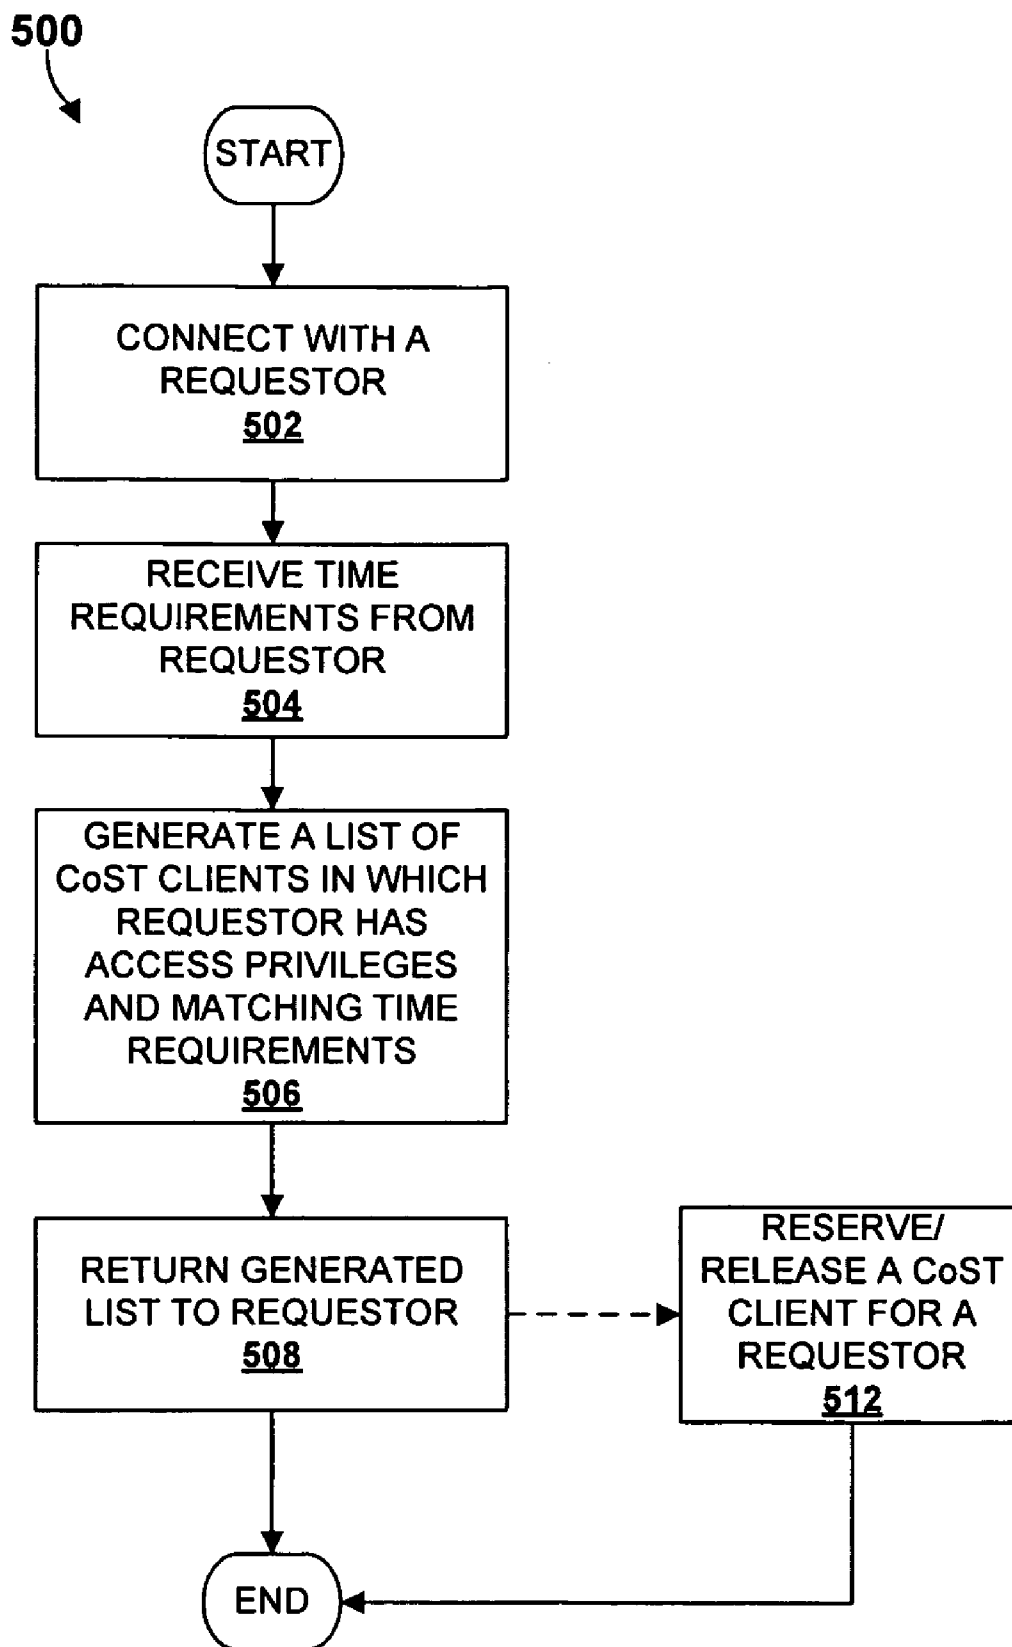 500
START
CONNECT WITH A
REQUESTOR
502
RECEIVE TIME
REQUIREMENTS FROM
REQUESTOR
504
GENERATE A LIST OF
CoST CLIENTS IN WHICH
REQUESTOR HAS
ACCESS PRIVILEGES
AND MATCHING TIME
REQUIREMENTS
506
RETURN GENERATED
LIST TO REQUESTOR
508
RESERVE/
RELEASE A CoST
CLIENT FOR A
REQUESTOR
512
END